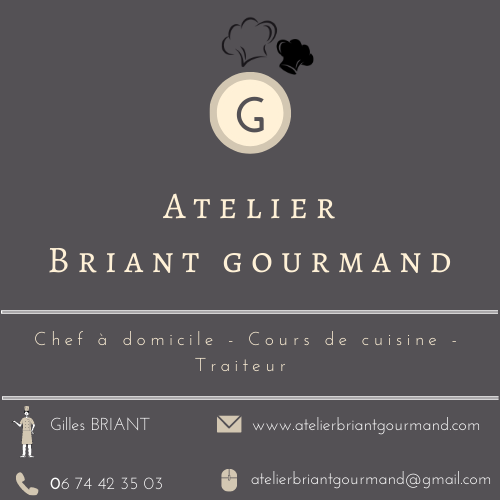 G
Atelier
Briant gourmand
Chef à domicile - Cours de cuisine -
Traiteur
Gilles BRIANT
www.atelierbriantgourmand.com
06 74 42 35 03
atelierbriantgourmand@gmail.com